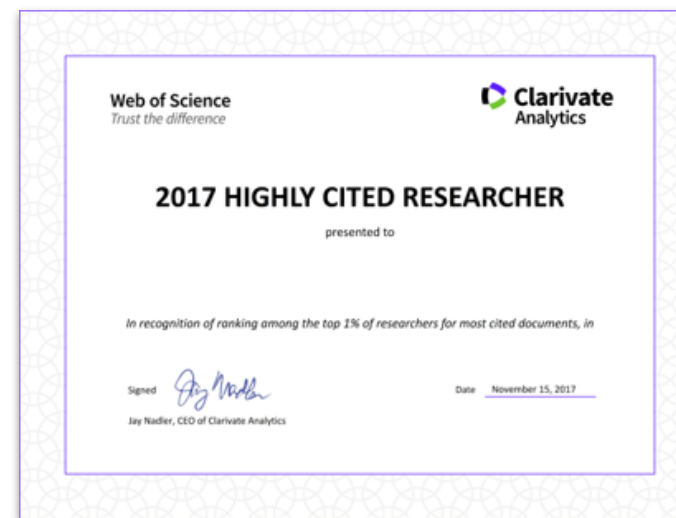 Web of Science
Trust the difference
Clarivate
Analytics
2017 HIGHLY CITED RESEARCHER
presented to
In recognition of ranking among the top 1% of researchers for most cited documents, in
Signed Jay Nadler Date November 15, 2017
Jay Nadler, CEO of Clarivate Analytics